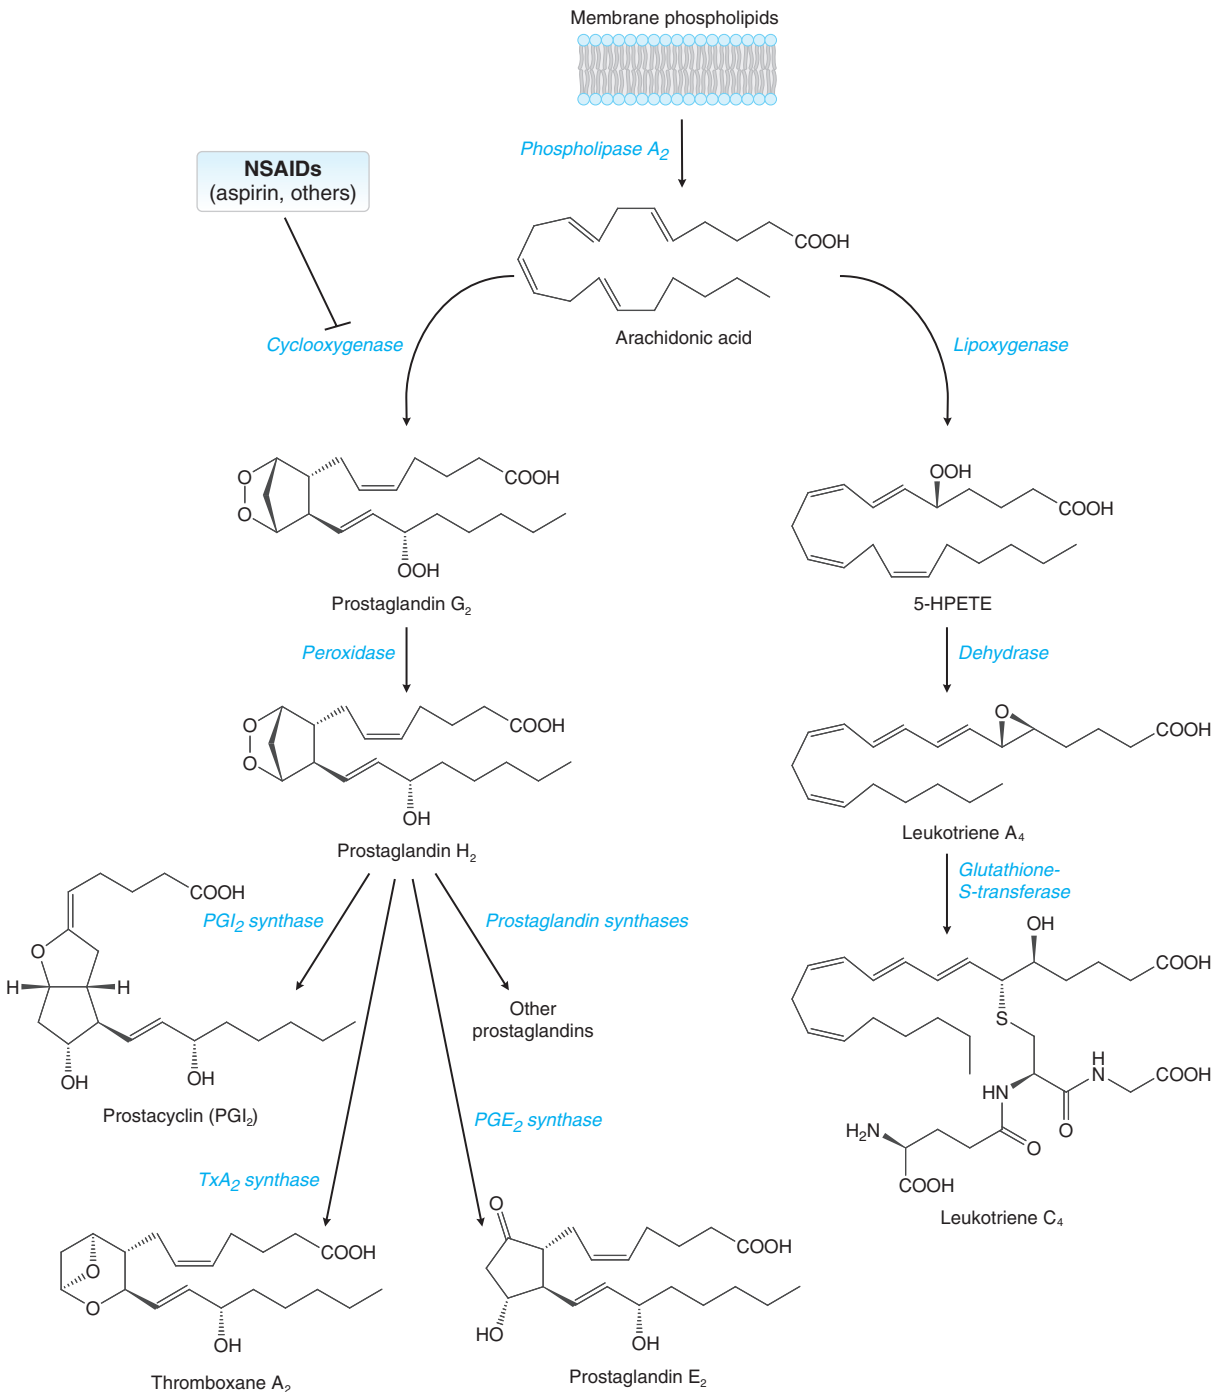 Membrane phospholipids
Phospholipase A2
NSAIDs
(aspirin, others)
COOH
Arachidonic acid
Cyclooxygenase
Lipoxygenase
O
O
COOH
OOH
Prostaglandin G2
OOH
COOH
5-HPETE
Peroxidase
Dehydrase
O
O
COOH
OH
Prostaglandin H2
O
COOH
Leukotriene A4
PGI2 synthase
Prostaglandin synthases
Glutathione-
S-transferase
COOH
O
H
H
OH
OH
Prostacyclin (PGI2)
Other
prostaglandins
OH
COOH
S
HN
H
N
COOH
O
O
H2N
COOH
Leukotriene C4
TxA2 synthase
PGE2 synthase
O
O
COOH
OH
Thromboxane A2
O
COOH
HO
OH
Prostaglandin E2